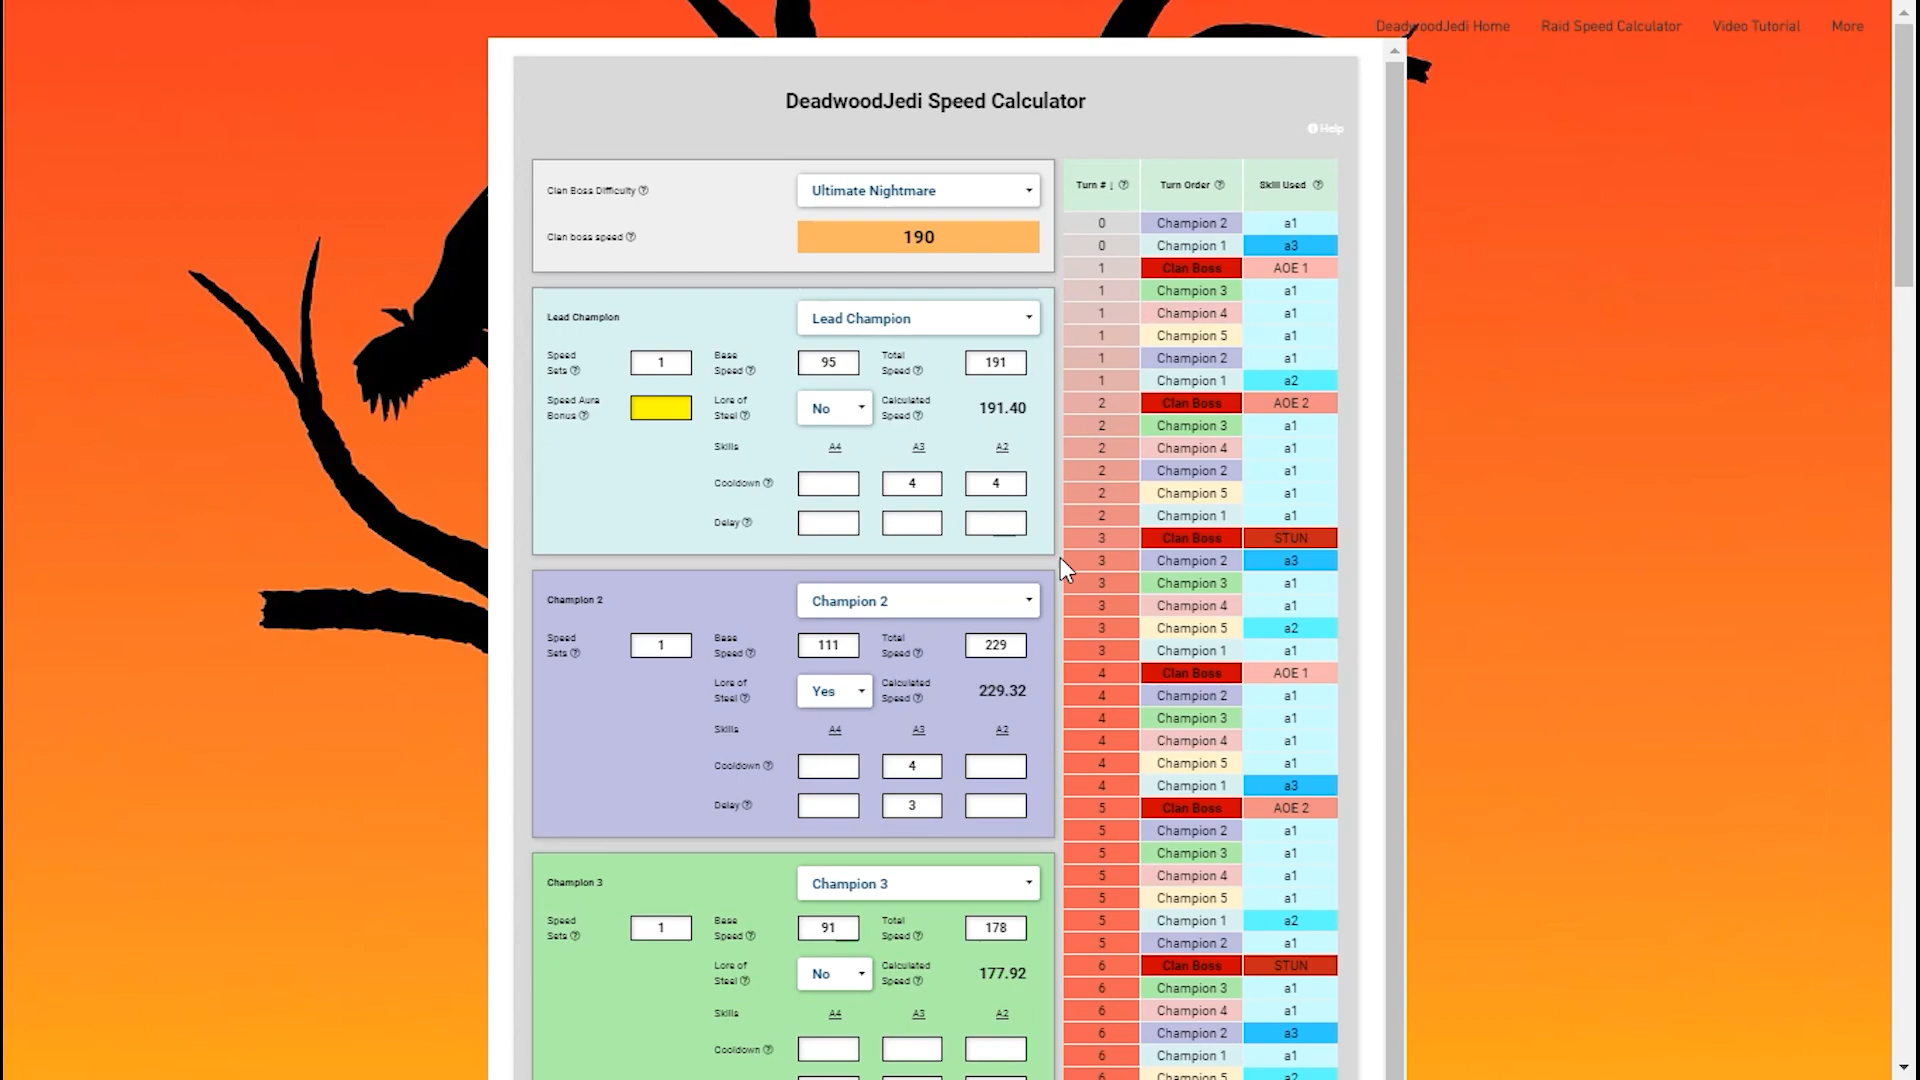 DeadwoodJedi Home Raid Speed Calculator Video Tutorial More
DeadwoodJedi Speed Calculator
Help
Clan Boss Difficulty Ultimate Nightmare
Clan boss speed 190
Lead Champion Lead Champion
Speed Sets 1 Base Speed 95 Total Speed 191
Speed Aura Bonus Lore of Steel No Calculated Speed 191.40
Skills A4 A3 A2
Cooldown 4 4
Delay
Champion 2 Champion 2
Speed Sets 1 Base Speed 111 Total Speed 229
Lore of Steel Yes Calculated Speed 229.32
Skills A4 A3 A2
Cooldown 4
Delay 3
Champion 3 Champion 3
Speed Sets 1 Base Speed 91 Total Speed 178
Lore of Steel No Calculated Speed 177.92
Skills A4 A3 A2
Cooldown
Turn # ↓ Turn Order Skill Used
0 Champion 2 a1
0 Champion 1 a3
1 Clan Boss AOE 1
1 Champion 3 a1
1 Champion 4 a1
1 Champion 5 a1
1 Champion 2 a1
1 Champion 1 a2
2 Clan Boss AOE 2
2 Champion 3 a1
2 Champion 4 a1
2 Champion 2 a1
2 Champion 5 a1
2 Champion 1 a1
3 Clan Boss STUN
3 Champion 2 a3
3 Champion 3 a1
3 Champion 4 a1
3 Champion 5 a2
3 Champion 1 a1
4 Clan Boss AOE 1
4 Champion 2 a1
4 Champion 3 a1
4 Champion 4 a1
4 Champion 5 a1
4 Champion 1 a3
5 Clan Boss AOE 2
5 Champion 2 a1
5 Champion 3 a1
5 Champion 4 a1
5 Champion 5 a1
5 Champion 1 a2
5 Champion 2 a1
6 Clan Boss STUN
6 Champion 3 a1
6 Champion 4 a1
6 Champion 2 a3
6 Champion 1 a1
6 Champion 5 a2